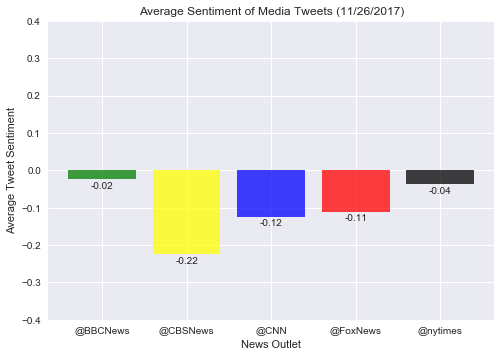 Average Sentiment of Media Tweets (11/26/2017)
Average Tweet Sentiment
0.4
0.3
0.2
0.1
0.0
−0.1
−0.2
−0.3
−0.4
-0.02
-0.22
-0.12
-0.11
-0.04
@BBCNews
@CBSNews
@CNN
@FoxNews
@nytimes
News Outlet